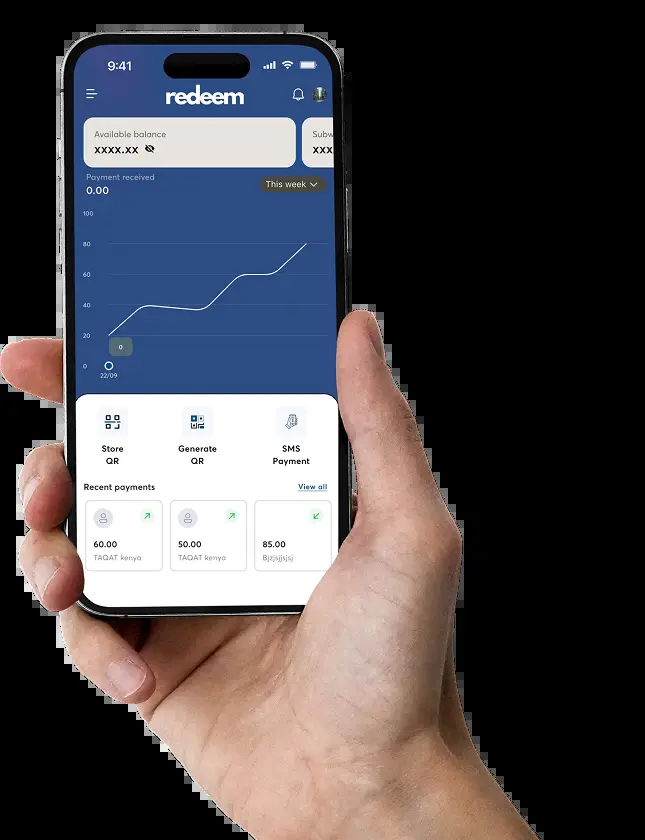 9:41
redeem
Available balance
xxxx.xx
Subw
xxx
Payment received
0.00
This week
100
80
60
40
20
0
0
22/09
Store
QR
Generate
QR
SMS
Payment
Recent payments
View all
60.00
TAQAT kenya
50.00
TAQAT kenya
85.00
Bjzjsjjsjsj